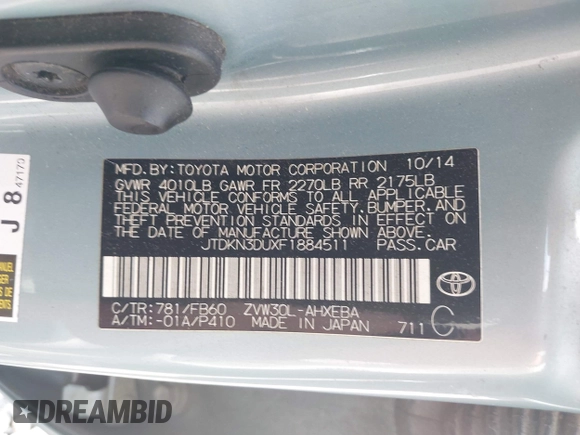 MFD.BY:TOYOTA MOTOR CORPORATION 10/14
GVWR 4010LB GAWR FR 2270LB RR 2175LB
THIS VEHICLE CONFORMS TO ALL APPLICABLE
FEDERAL MOTOR VEHICLE SAFETY,BUMPER,AND
THEFT PREVENTION STANDARDS IN EFFECT ON
THE DATE OF MANUFACTURE SHOWN ABOVE.
JTDKN3DUXF1884511 PASS.CAR
C/TR:781/FB60 ZVW30L-AHXEBA
A/TM:-01A/P410 MADE IN JAPAN 711 C
J 8 47170
MANUEL
DREAMBID